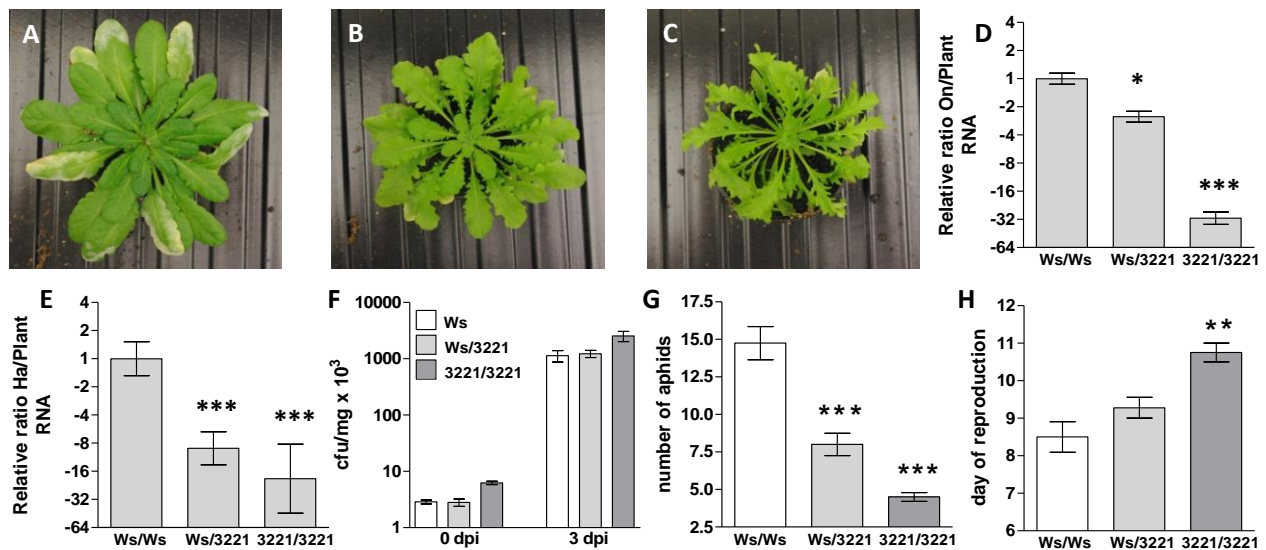 A
B
C
D
Relative ratio On/Plant
RNA
4
2
1
-2
-4
-8
-16
-32
-64
*
***
Ws/Ws
Ws/3221
3221/3221
E
Relative ratio Ha/Plant
RNA
4
2
1
-2
-4
-8
-16
-32
-64
***
***
Ws/Ws
Ws/3221
3221/3221
F
cfu/mg x 10³
10000
1000
100
10
1
Ws
Ws/3221
3221/3221
0 dpi
3 dpi
G
number of aphids
17.5
15.0
12.5
10.0
7.5
5.0
2.5
***
***
Ws/Ws
Ws/3221
3221/3221
H
day of reproduction
12
11
10
9
8
7
6
**
Ws/Ws
Ws/3221
3221/3221